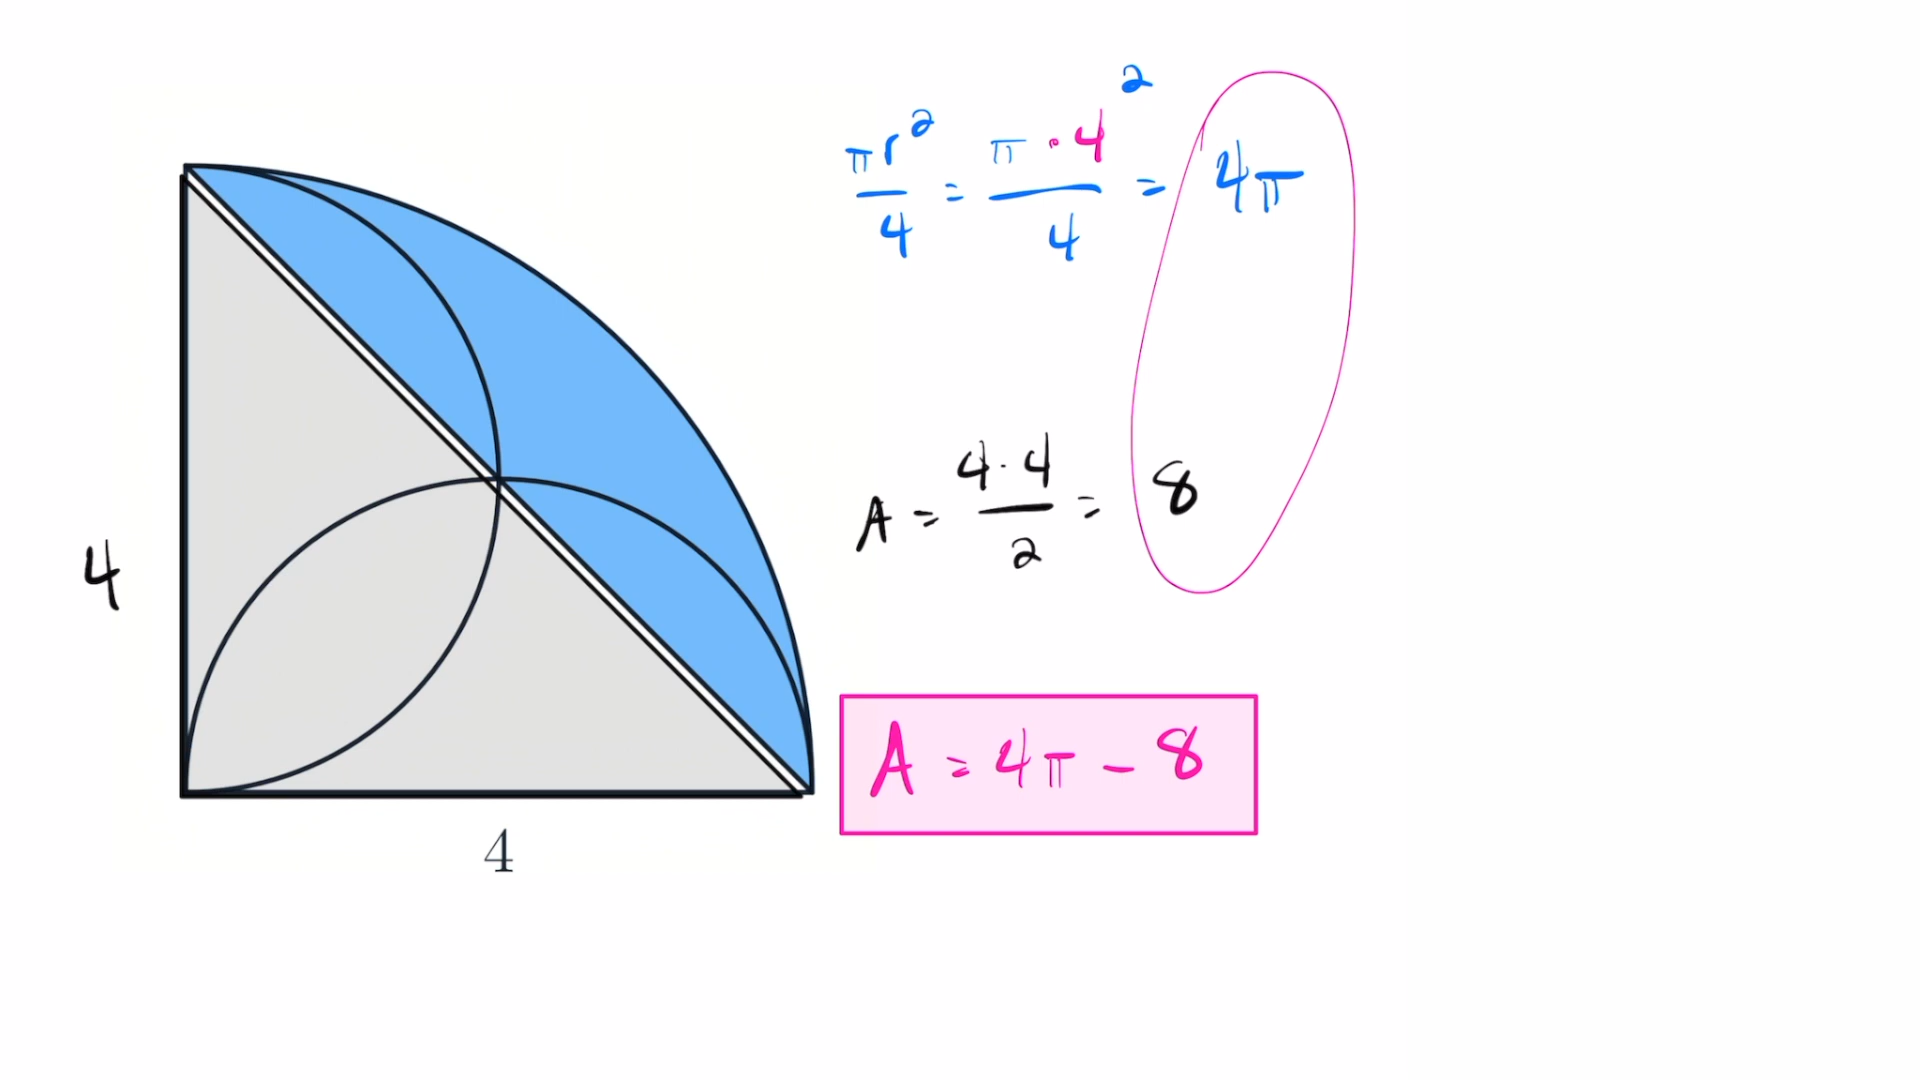 πr²/4 = π·4²/4 = 4π
A = 4·4/2 = 8
4
A = 4π - 8
4